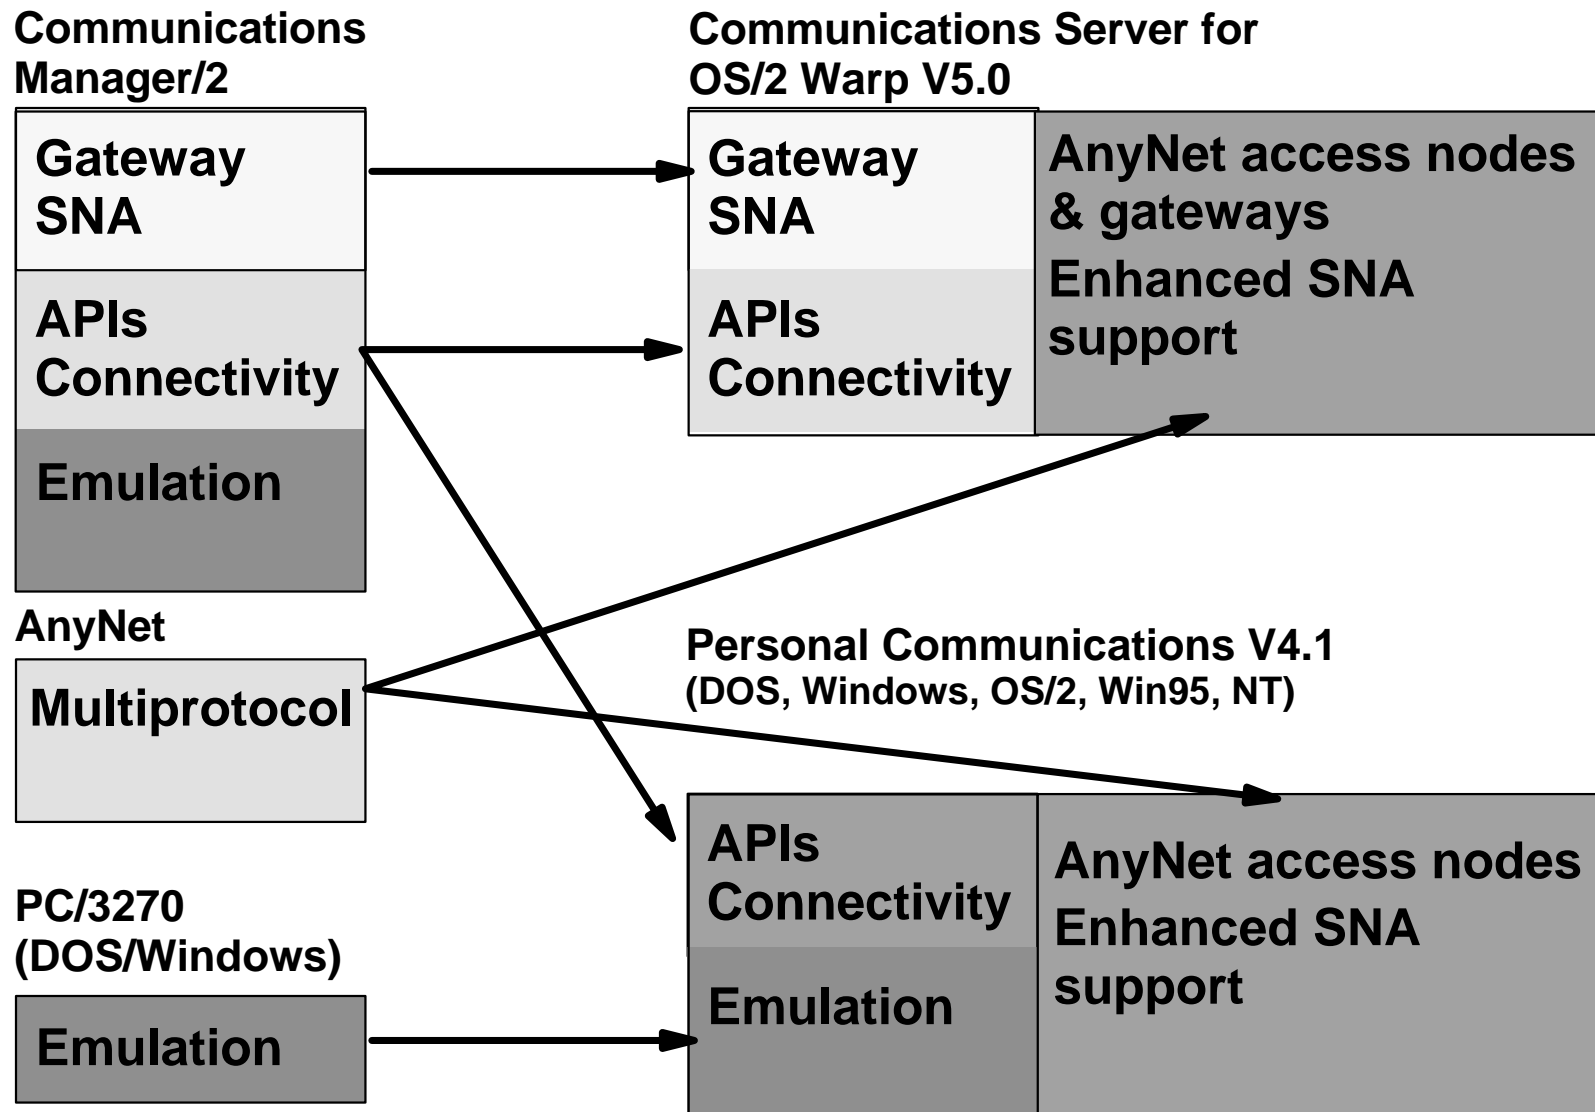 Communications
Manager/2
Gateway
SNA
APIs
Connectivity
Emulation
AnyNet
Multiprotocol
PC/3270
(DOS/Windows)
Emulation
Communications Server for
OS/2 Warp V5.0
Gateway
SNA
APIs
Connectivity
AnyNet access nodes
& gateways
Enhanced SNA
support
Personal Communications V4.1
(DOS, Windows, OS/2, Win95, NT)
APIs
Connectivity
Emulation
AnyNet access nodes
Enhanced SNA
support